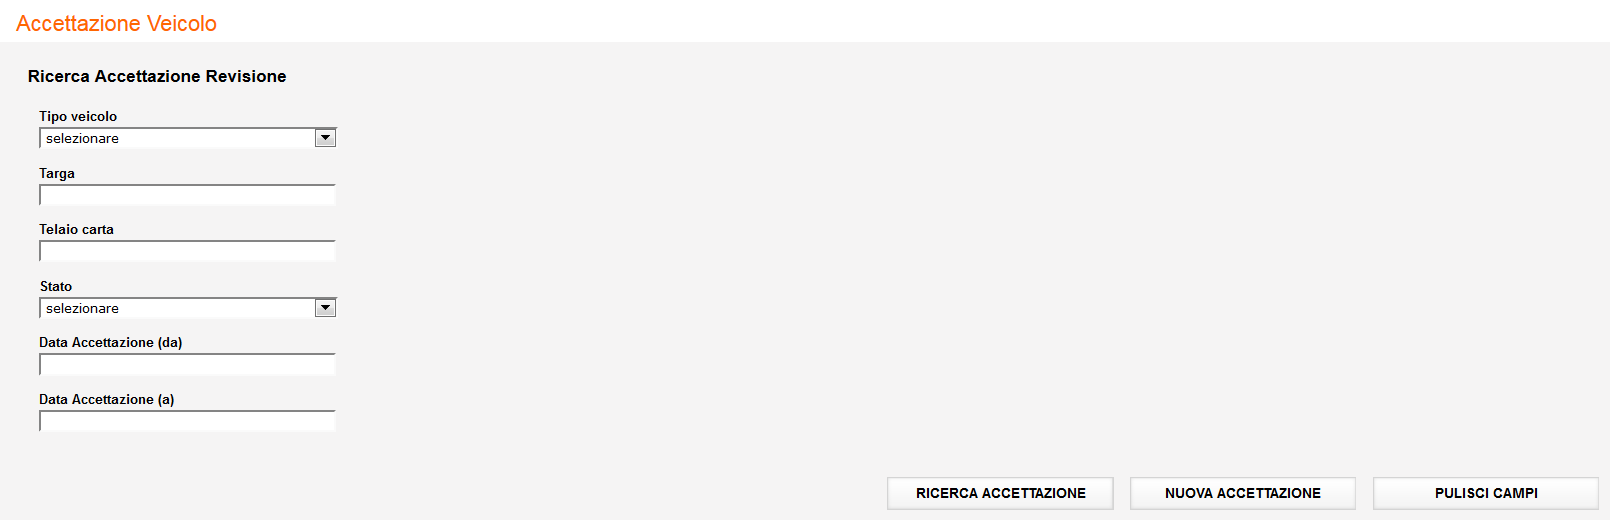 Accettazione Veicolo
Ricerca Accettazione Revisione
Tipo veicolo
selezionare
Targa
Telaio carta
Stato
selezionare
Data Accettazione (da)
Data Accettazione (a)
RICERCA ACCETTAZIONE NUOVA ACCETTAZIONE PULISCI CAMPI